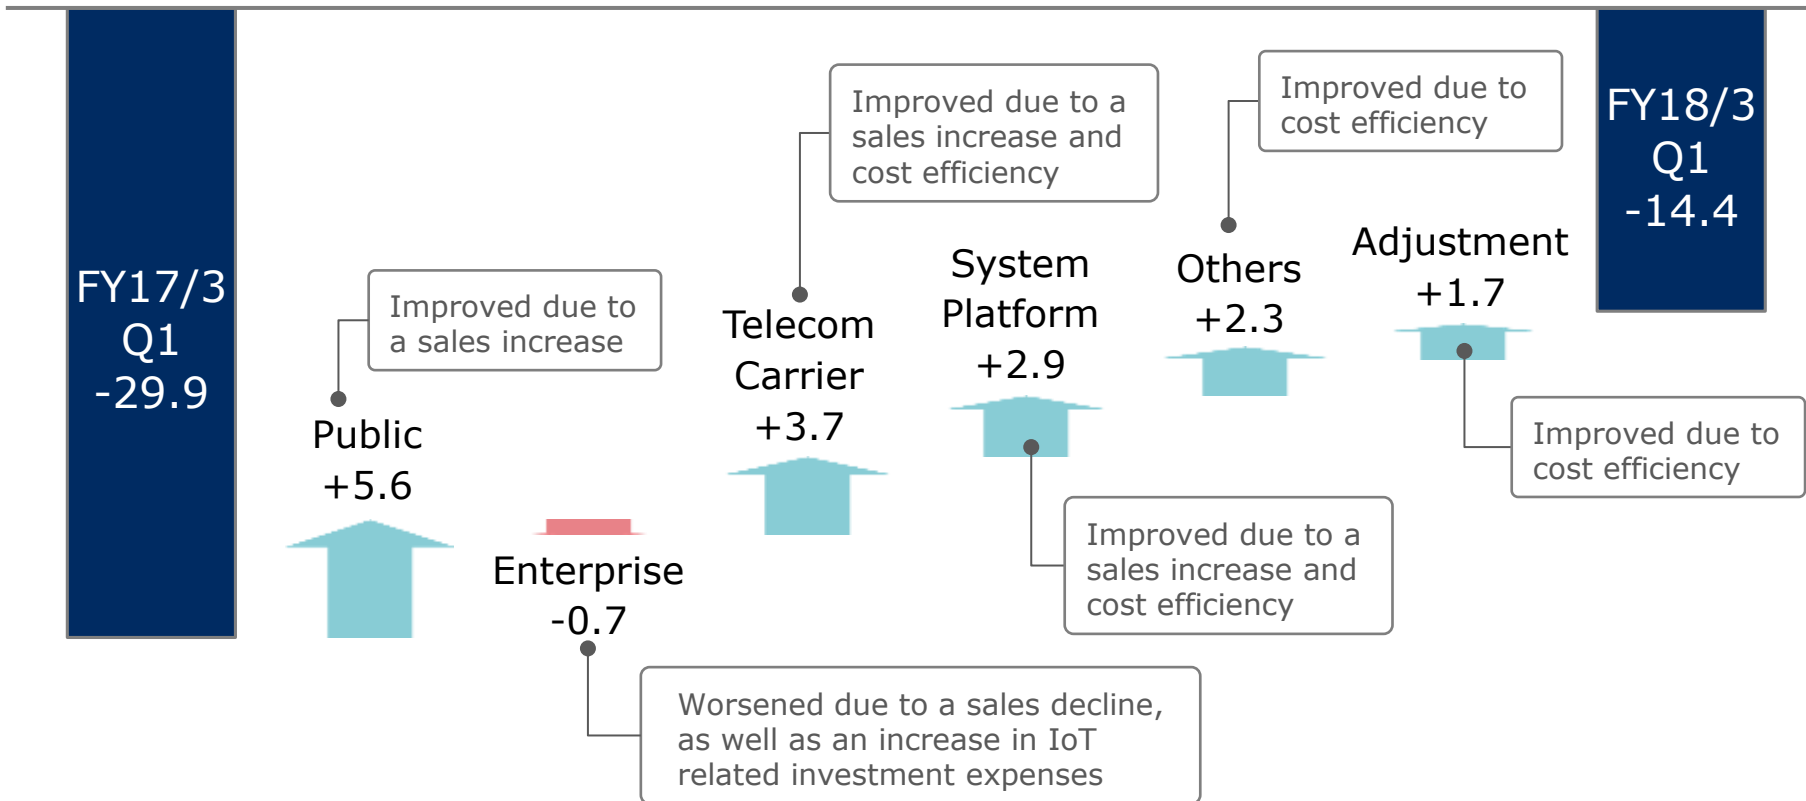 FY17/3
Q1
-29.9
Improved due to
a sales increase
Public
+5.6
Enterprise
-0.7
Worsened due to a sales decline,
as well as an increase in IoT
related investment expenses
Improved due to a
sales increase and
cost efficiency
Telecom
Carrier
+3.7
System
Platform
+2.9
Improved due to a
sales increase and
cost efficiency
Improved due to
cost efficiency
Others
+2.3
Adjustment
+1.7
Improved due to
cost efficiency
FY18/3
Q1
-14.4